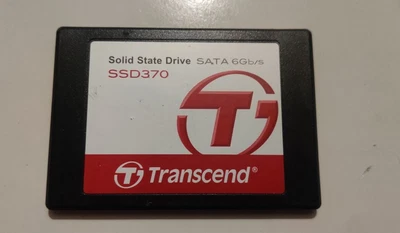 Solid State Drive SATA 6Gb/s
SSD370
Transcend®